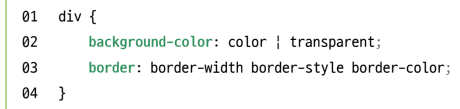 01 div {
02 background-color: color ¦ transparent;
03 border: border-width border-style border-color;
04 }